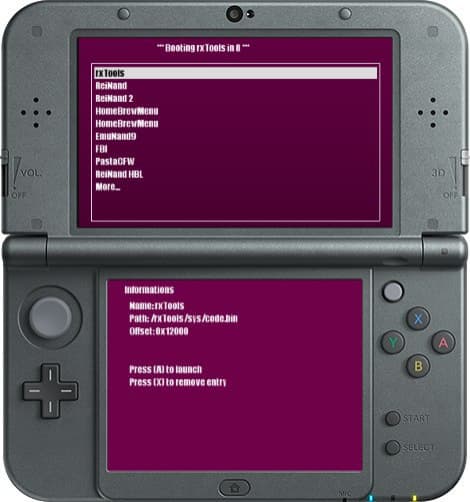 *** Booting rxTools in 8 ***
rxTools
ReiNand
ReiNand 2
HomeBrewMenu
HomeBrewMenu
EmuNand9
FBI
PastaCFW
ReiNand HBL
More...
VOL.
OFF
3D
OFF
Informations
Name: rxTools
Path: /rxTools/sys/code.bin
Offset: 0x12000
Press (A) to launch
Press (X) to remove entry
X
Y
A
B
START
SELECT
MIC